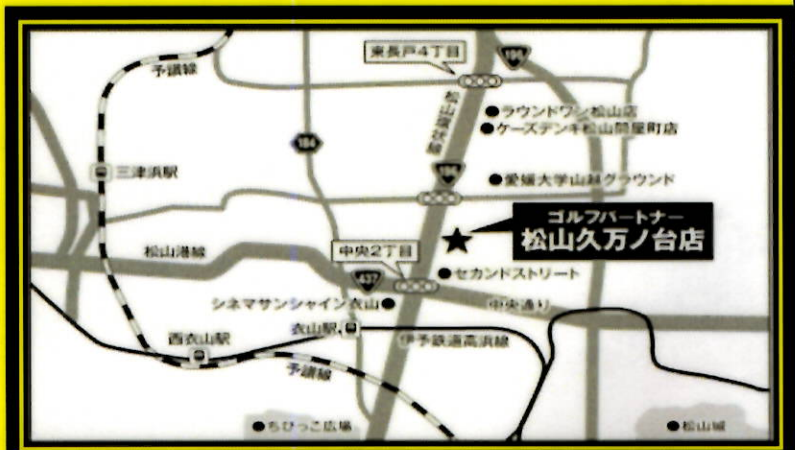 東長戸4丁目
196
予讃線
松山環状線
ラウンドワン松山店
ケーズデンキ松山問屋町店
184
三津浜駅
196
愛媛大学山越グラウンド
ゴルフパートナー
松山久万ノ台店
松山港線
中央2丁目
437
セカンドストリート
シネマサンシャイン衣山
中央通り
衣山駅
西衣山駅
伊予鉄道高浜線
予讃線
ちびっこ広場
松山城